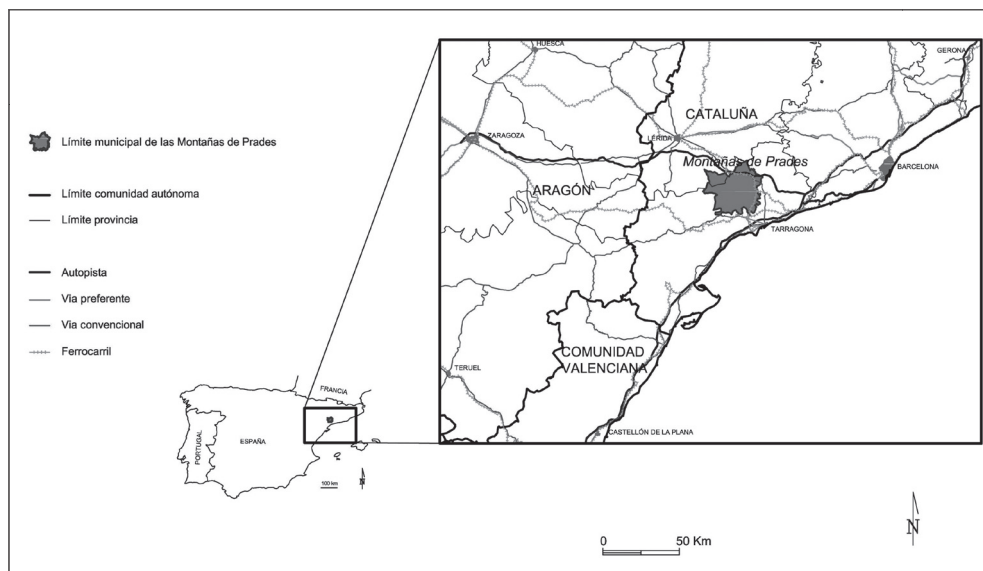 Límite municipal de las Montañas de Prades
Límite comunidad autónoma
Límite provincia
Autopista
Via preferente
Via convencional
Ferrocarril
HUESCA
GERONA
CATALUÑA
ZARAGOZA
LÉRIDA
Montañas de Prades
BARCELONA
ARAGÓN
TARRAGONA
COMUNIDAD
VALENCIANA
TERUEL
CASTELLÓN DE LA PLANA
FRANCIA
PORTUGAL
ESPAÑA
100 km
N
0 50 Km